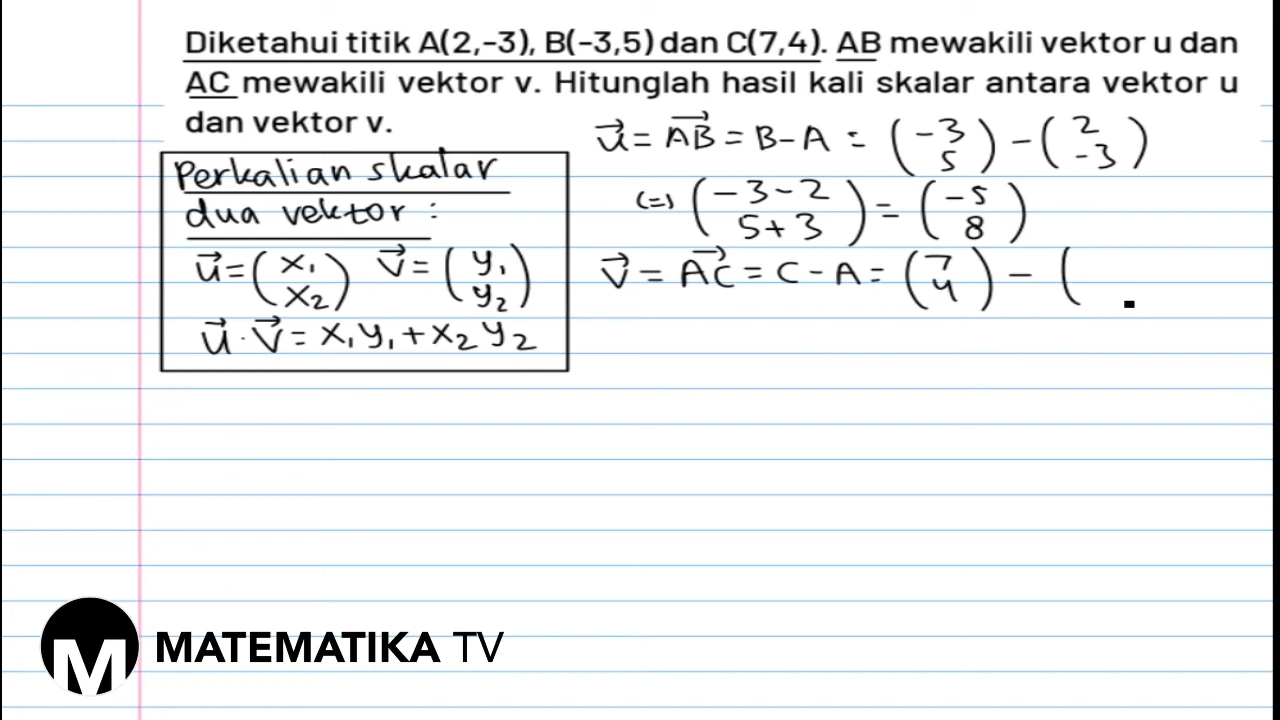 Diketahui titik A(2,-3), B(-3,5) dan C(7,4). AB mewakili vektor u dan
AC mewakili vektor v. Hitunglah hasil kali skalar antara vektor u
dan vektor v.
Perkalian skalar
dua vektor :
u⃗ = (x₁ x₂) v⃗ = (y₁ y₂)
u⃗ . v⃗ = x₁y₁ + x₂y₂
u⃗ = AB⃗ = B - A = (-3 5) - (2 -3)
(=) (-3-2 5+3) = (-5 8)
v⃗ = AC⃗ = C - A = (7 4) - (
M MATEMATIKA TV